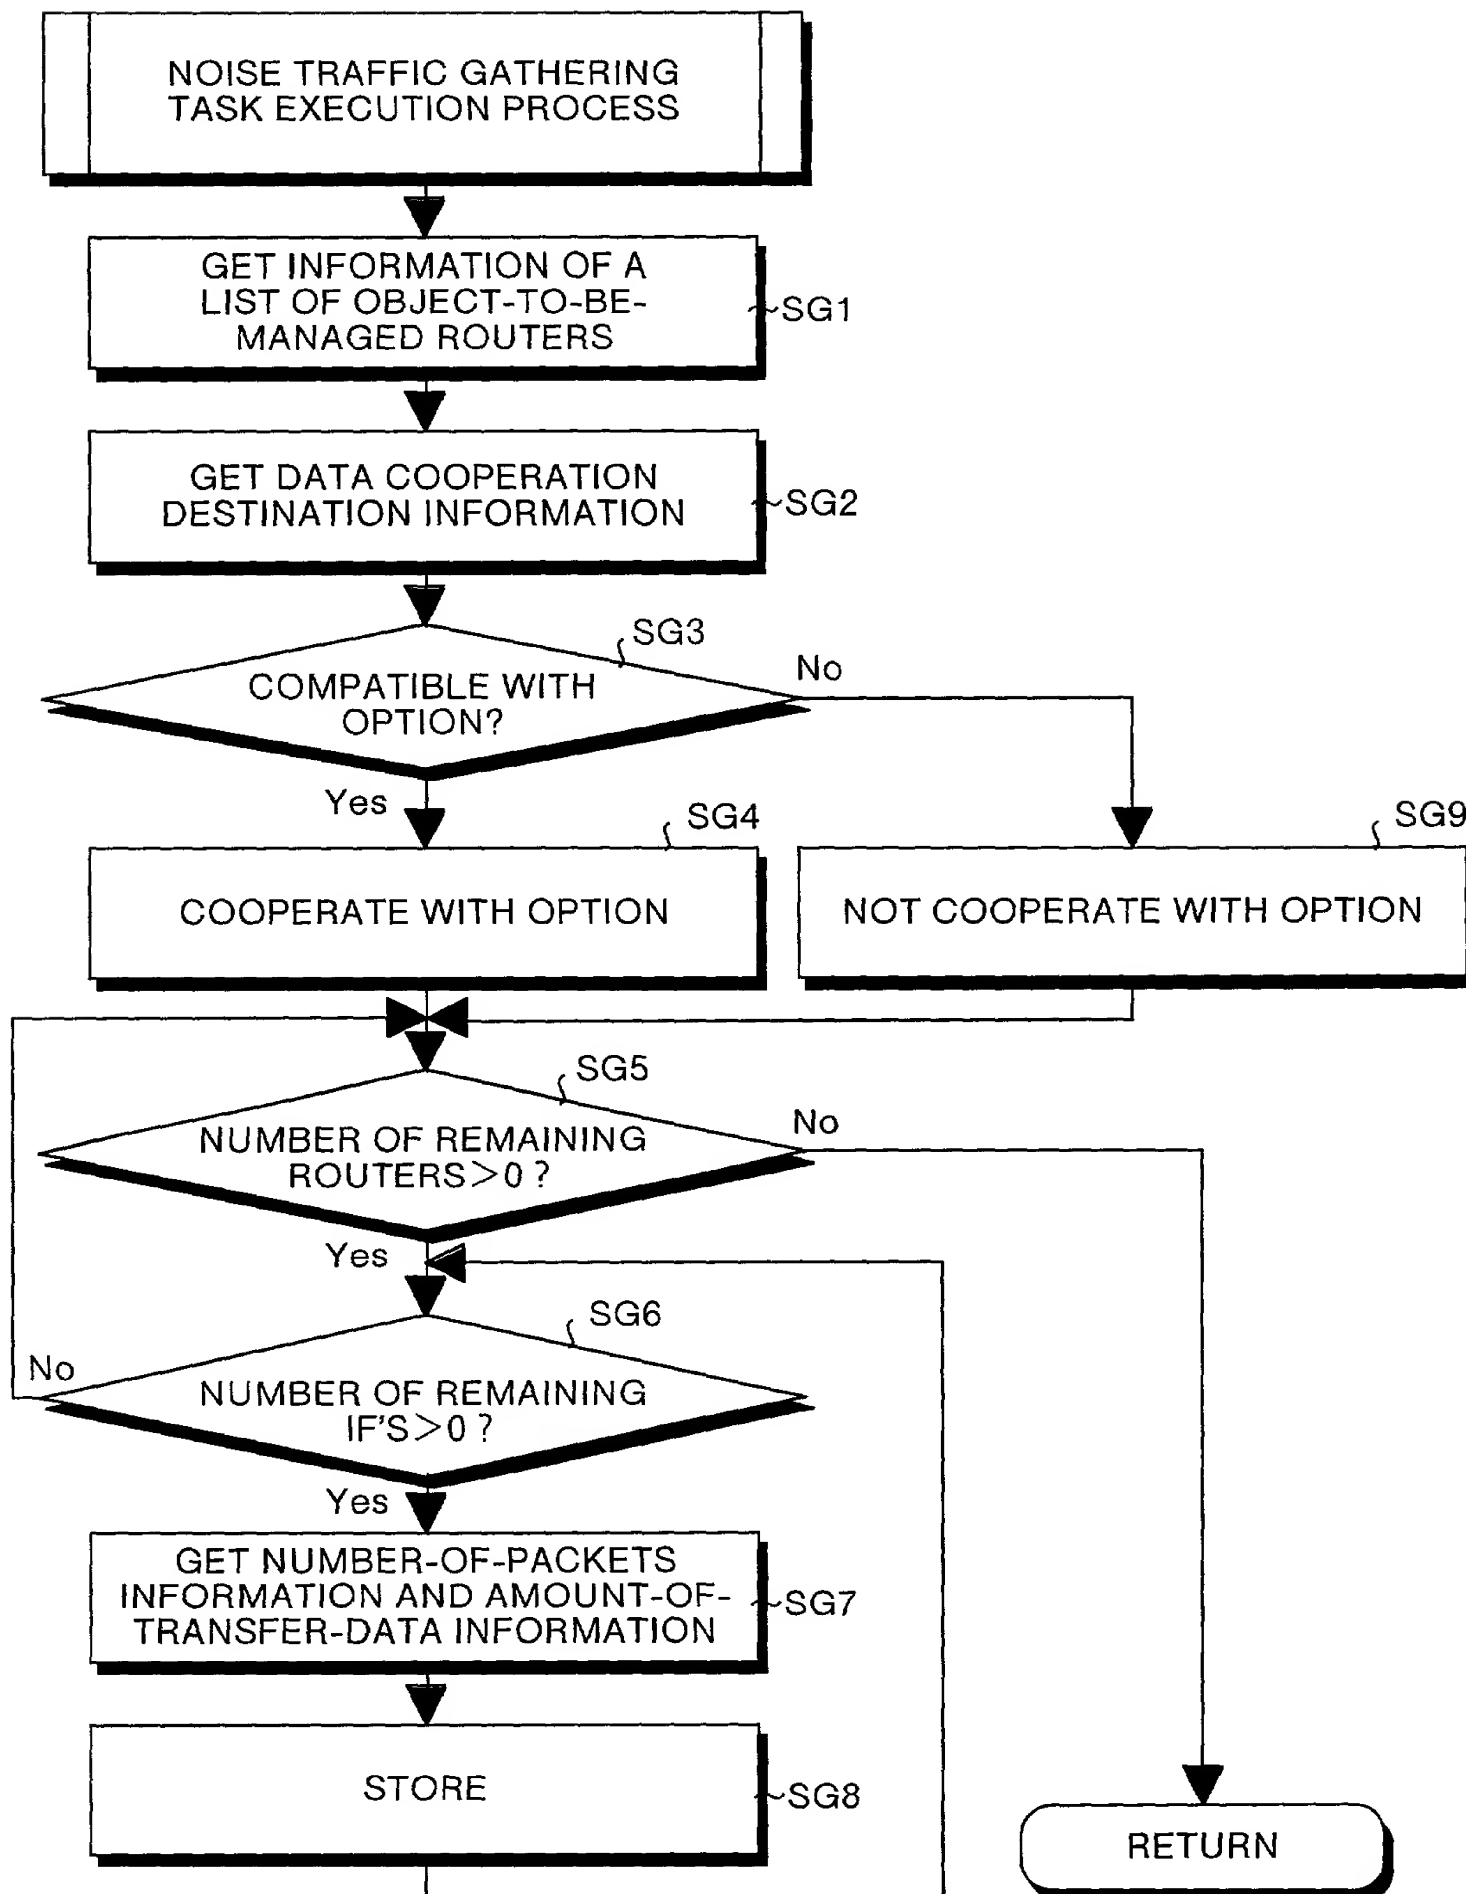 NOISE TRAFFIC GATHERING
TASK EXECUTION PROCESS
GET INFORMATION OF A
LIST OF OBJECT-TO-BE-
MANAGED ROUTERS
SG1
GET DATA COOPERATION
DESTINATION INFORMATION
SG2
SG3
COMPATIBLE WITH
OPTION?
No
Yes
SG4
COOPERATE WITH OPTION
SG9
NOT COOPERATE WITH OPTION
SG5
NUMBER OF REMAINING
ROUTERS>0 ?
No
Yes
SG6
NUMBER OF REMAINING
IF'S>0 ?
No
Yes
GET NUMBER-OF-PACKETS
INFORMATION AND AMOUNT-OF-
TRANSFER-DATA INFORMATION
SG7
STORE
SG8
RETURN